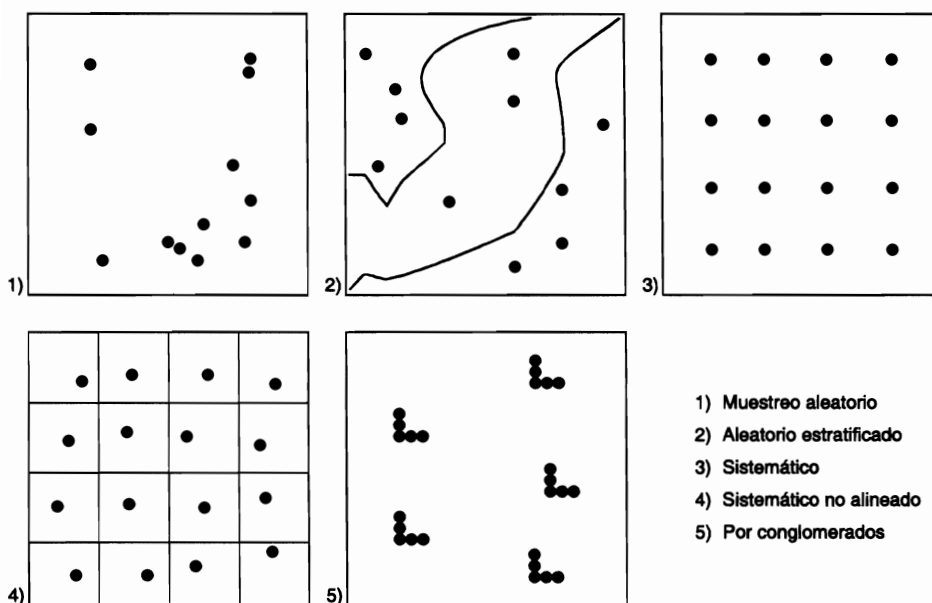 1)
2)
3)
4)
5)
1) Muestreo aleatorio
2) Aleatorio estratificado
3) Sistemático
4) Sistemático no alineado
5) Por conglomerados